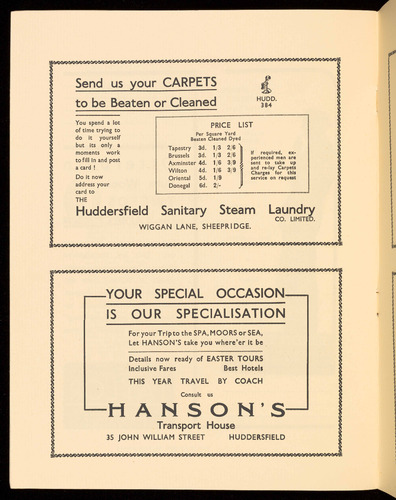 Send us your CARPETS
to be Beaten or Cleaned
HUDD.
384
You spend a lot
of time trying to
do it yourself
but its only a
moments work
to fill in and post
a card !
Do it now
address your
card to
THE
PRICE LIST
Per Square Yard
Beaten Cleaned Dyed
Tapestry 3d. 1/3 2/6
Brussels 3d. 1/3 2/6
Axminster 4d. 1/6 3/9
Wilton 4d. 1/6 3/9
Oriental 5d. 1/9
Donegal 6d. 2/-
If required, ex-
perienced men are
sent to take up
and re-lay Carpets
Charges for this
service on request
Huddersfield Sanitary Steam Laundry
CO. LIMITED.
WIGGAN LANE, SHEEPRIDGE.
YOUR SPECIAL OCCASION
IS OUR SPECIALISATION
For your Trip to the SPA, MOORS or SEA,
Let HANSON'S take you where'er it be
Details now ready of EASTER TOURS
Inclusive Fares Best Hotels
THIS YEAR TRAVEL BY COACH
Consult us
HANSON'S
Transport House
35 JOHN WILLIAM STREET HUDDERSFIELD